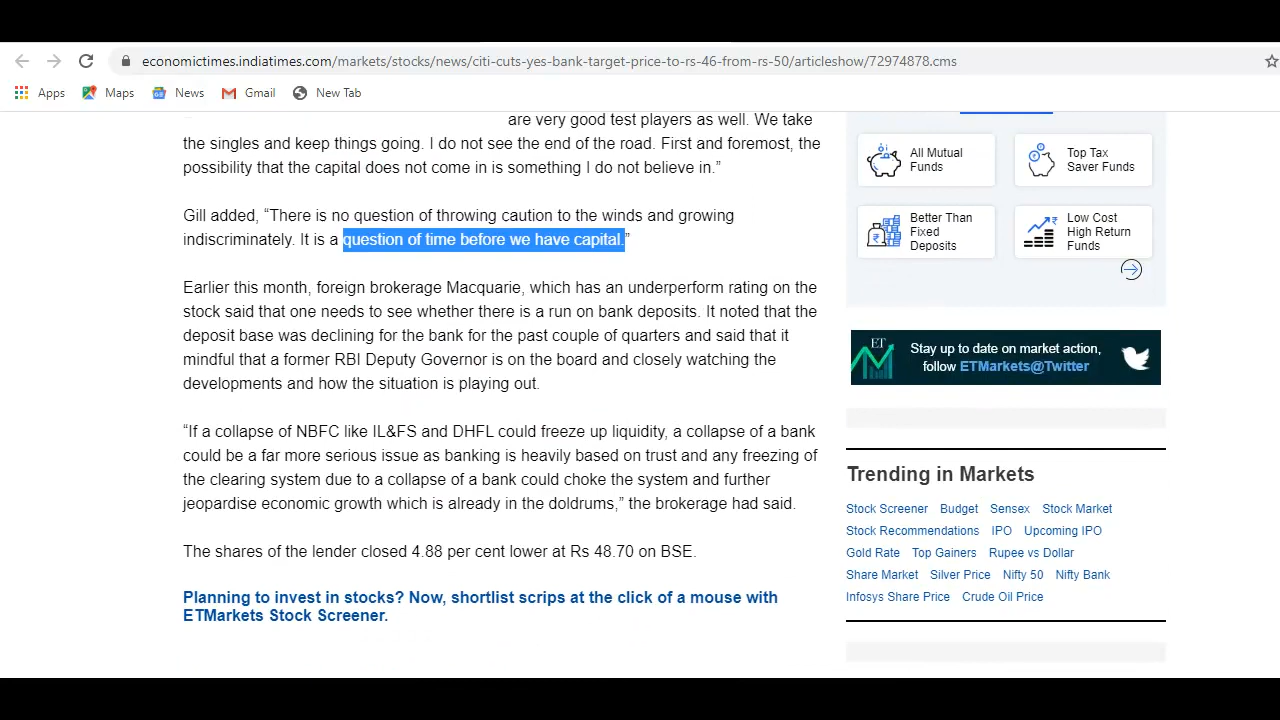 economictimes.indiatimes.com/markets/stocks/news/citi-cuts-yes-bank-target-price-to-rs-46-from-rs-50/articleshow/72974878.cms
Apps Maps News Gmail New Tab
are very good test players as well. We take
the singles and keep things going. I do not see the end of the road. First and foremost, the
possibility that the capital does not come in is something I do not believe in.”
Gill added, “There is no question of throwing caution to the winds and growing
indiscriminately. It is a question of time before we have capital.”
Earlier this month, foreign brokerage Macquarie, which has an underperform rating on the
stock said that one needs to see whether there is a run on bank deposits. It noted that the
deposit base was declining for the bank for the past couple of quarters and said that it
mindful that a former RBI Deputy Governor is on the board and closely watching the
developments and how the situation is playing out.
“If a collapse of NBFC like IL&FS and DHFL could freeze up liquidity, a collapse of a bank
could be a far more serious issue as banking is heavily based on trust and any freezing of
the clearing system due to a collapse of a bank could choke the system and further
jeopardise economic growth which is already in the doldrums,” the brokerage had said.
The shares of the lender closed 4.88 per cent lower at Rs 48.70 on BSE.
Planning to invest in stocks? Now, shortlist scrips at the click of a mouse with
ETMarkets Stock Screener.
All Mutual
Funds
Top Tax
Saver Funds
Better Than
Fixed
Deposits
Low Cost
High Return
Funds
ET
Stay up to date on market action,
follow ETMarkets@Twitter
Trending in Markets
Stock Screener Budget Sensex Stock Market
Stock Recommendations IPO Upcoming IPO
Gold Rate Top Gainers Rupee vs Dollar
Share Market Silver Price Nifty 50 Nifty Bank
Infosys Share Price Crude Oil Price